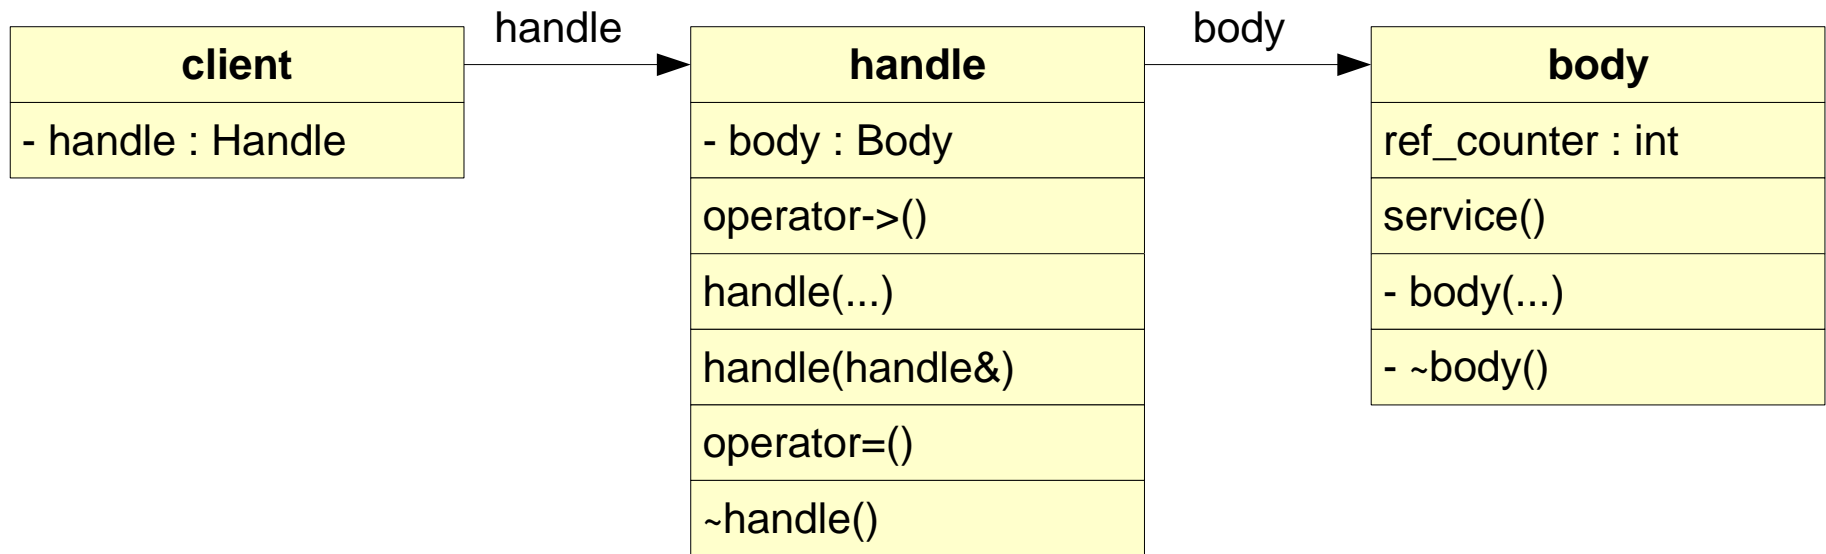 handle
body
client
- handle : Handle
handle
- body : Body
operator->()
handle(...)
handle(handle&)
operator=()
~handle()
body
ref_counter : int
service()
- body(...)
- ~body()